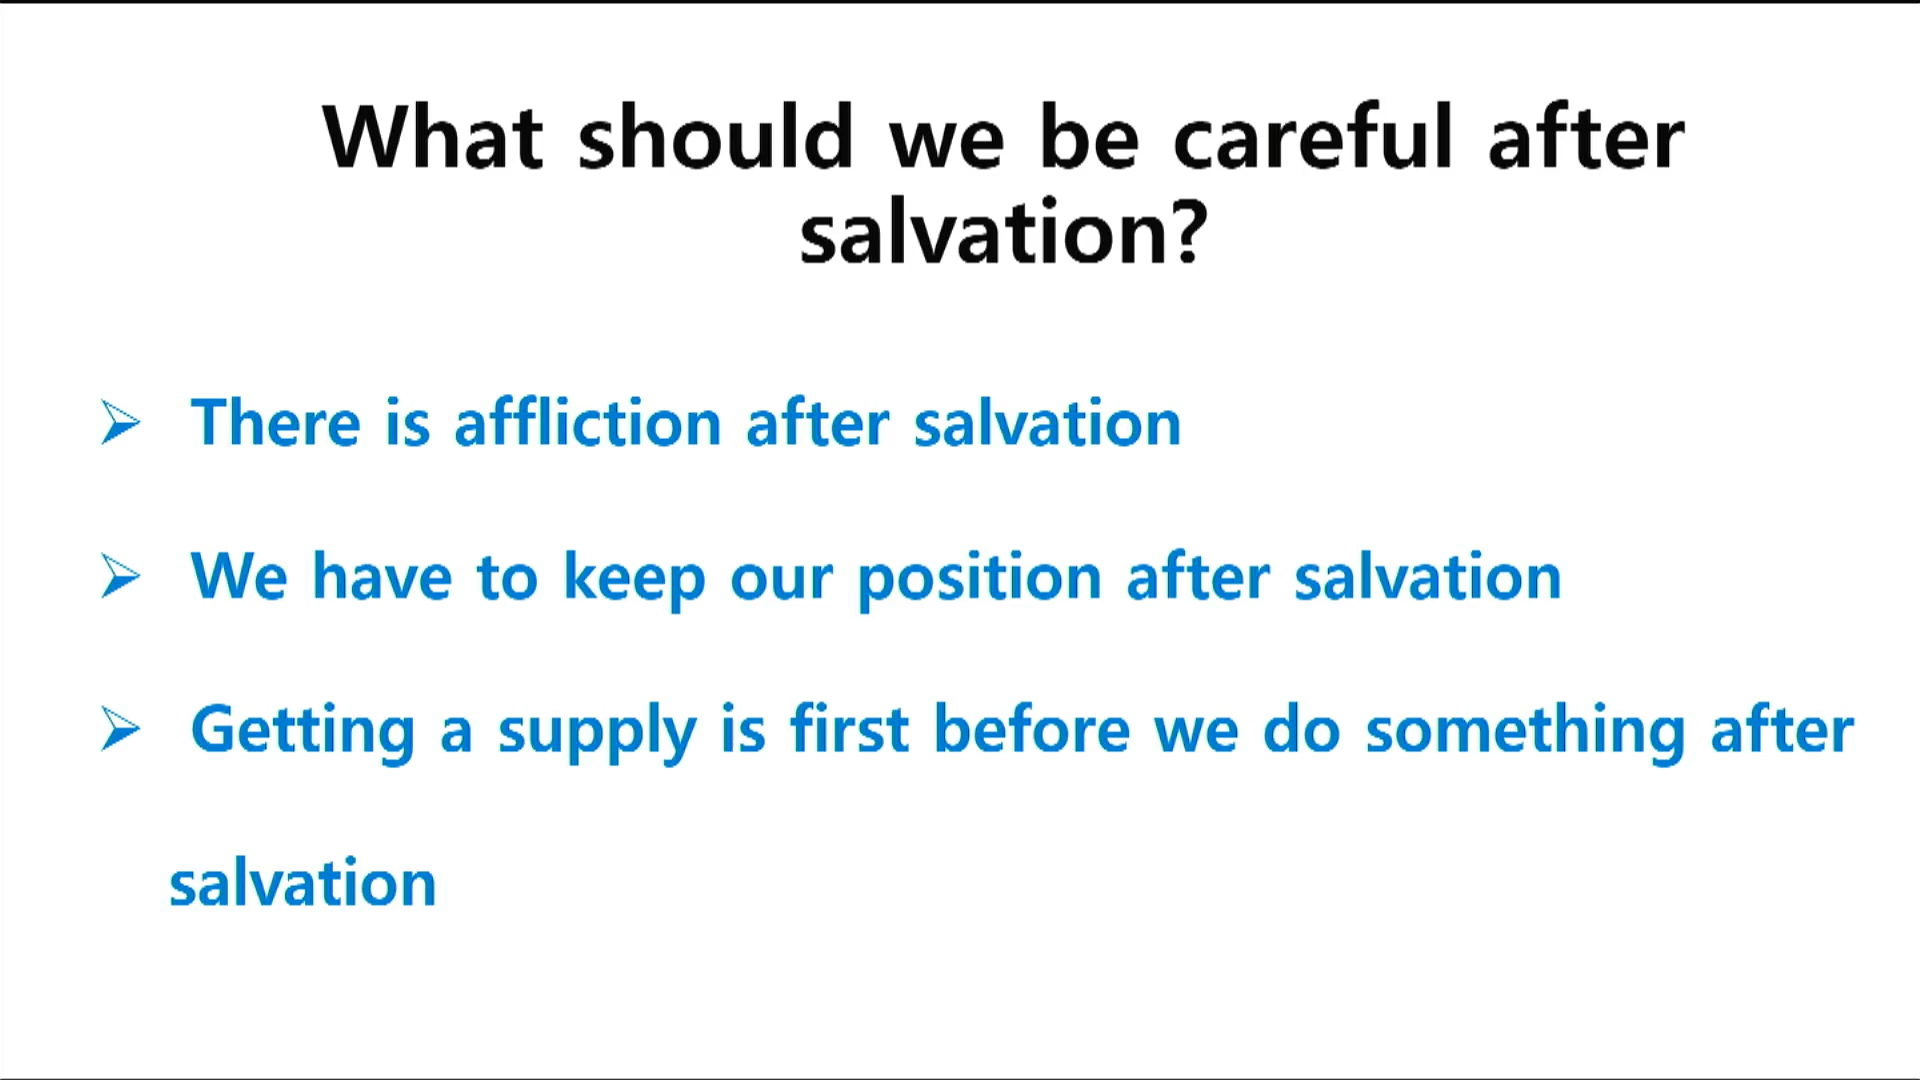 What should we be careful after
salvation?
➢ There is affliction after salvation
➢ We have to keep our position after salvation
➢ Getting a supply is first before we do something after
salvation